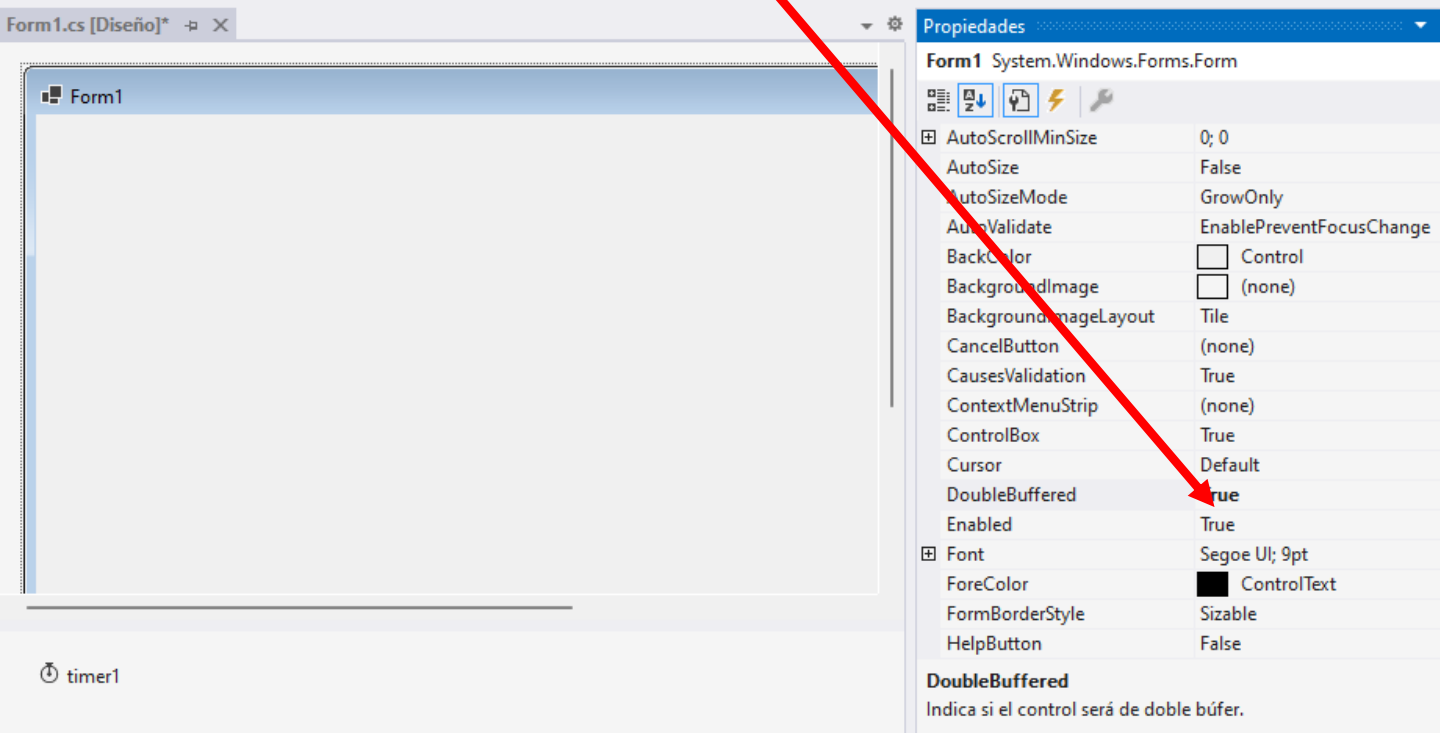 Form1.cs [Diseño]*
Form1
timer1
Propiedades
Form1 System.Windows.Forms.Form
AutoScrollMinSize 0; 0
AutoSize False
AutoSizeMode GrowOnly
AutoValidate EnablePreventFocusChange
BackColor Control
BackgroundImage (none)
BackgroundImageLayout Tile
CancelButton (none)
CausesValidation True
ContextMenuStrip (none)
ControlBox True
Cursor Default
DoubleBuffered True
Enabled True
Font Segoe UI; 9pt
ForeColor ControlText
FormBorderStyle Sizable
HelpButton False
DoubleBuffered
Indica si el control será de doble búfer.